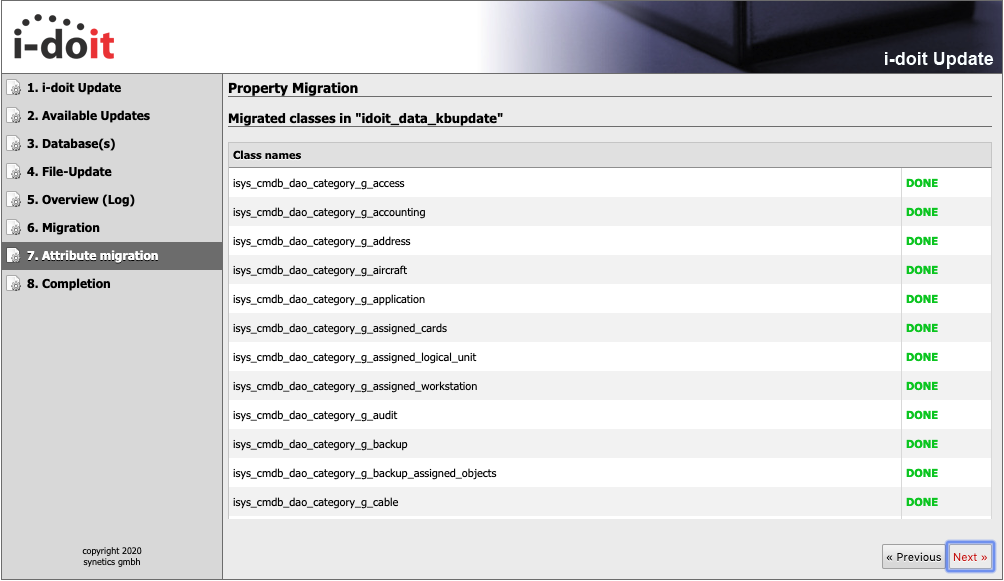 i-doit
i-doit Update
1. i-doit Update
2. Available Updates
3. Database(s)
4. File-Update
5. Overview (Log)
6. Migration
7. Attribute migration
8. Completion
copyright 2020
synetics gmbh
Property Migration
Migrated classes in "idoit_data_kbupdate"
Class names
isys_cmdb_dao_category_g_access DONE
isys_cmdb_dao_category_g_accounting DONE
isys_cmdb_dao_category_g_address DONE
isys_cmdb_dao_category_g_aircraft DONE
isys_cmdb_dao_category_g_application DONE
isys_cmdb_dao_category_g_assigned_cards DONE
isys_cmdb_dao_category_g_assigned_logical_unit DONE
isys_cmdb_dao_category_g_assigned_workstation DONE
isys_cmdb_dao_category_g_audit DONE
isys_cmdb_dao_category_g_backup DONE
isys_cmdb_dao_category_g_backup_assigned_objects DONE
isys_cmdb_dao_category_g_cable DONE
« Previous Next »